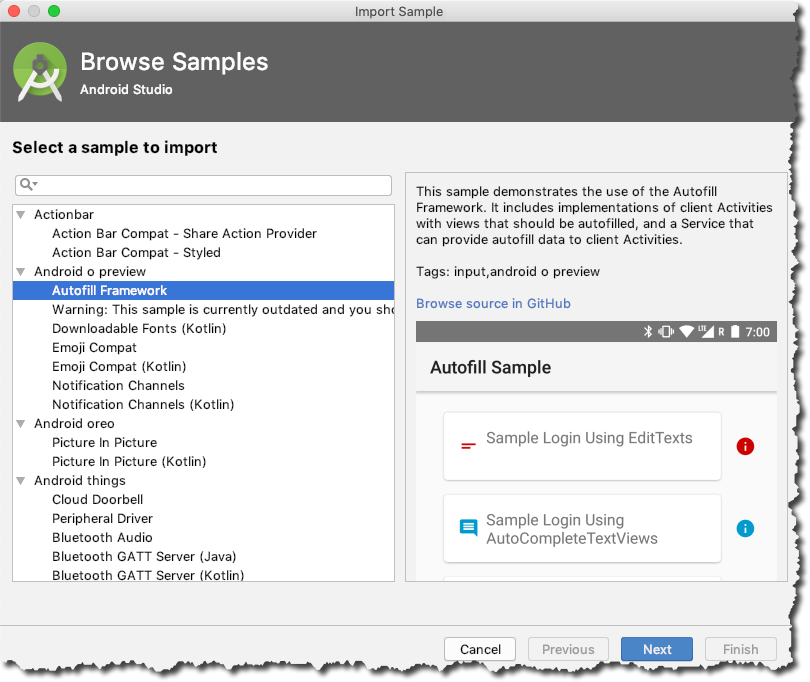 Import Sample
Browse Samples
Android Studio
Select a sample to import
Actionbar
Action Bar Compat - Share Action Provider
Action Bar Compat - Styled
Android o preview
Autofill Framework
Warning: This sample is currently outdated and you sho
Downloadable Fonts (Kotlin)
Emoji Compat
Emoji Compat (Kotlin)
Notification Channels
Notification Channels (Kotlin)
Android oreo
Picture In Picture
Picture In Picture (Kotlin)
Android things
Cloud Doorbell
Peripheral Driver
Bluetooth Audio
Bluetooth GATT Server (Java)
Bluetooth GATT Server (Kotlin)
This sample demonstrates the use of the Autofill
Framework. It includes implementations of client Activities
with views that should be autofilled, and a Service that
can provide autofill data to client Activities.
Tags: input,android o preview
Browse source in GitHub
LTE R 7:00
Autofill Sample
Sample Login Using EditTexts
Sample Login Using
AutoCompleteTextViews
Cancel
Previous
Next
Finish